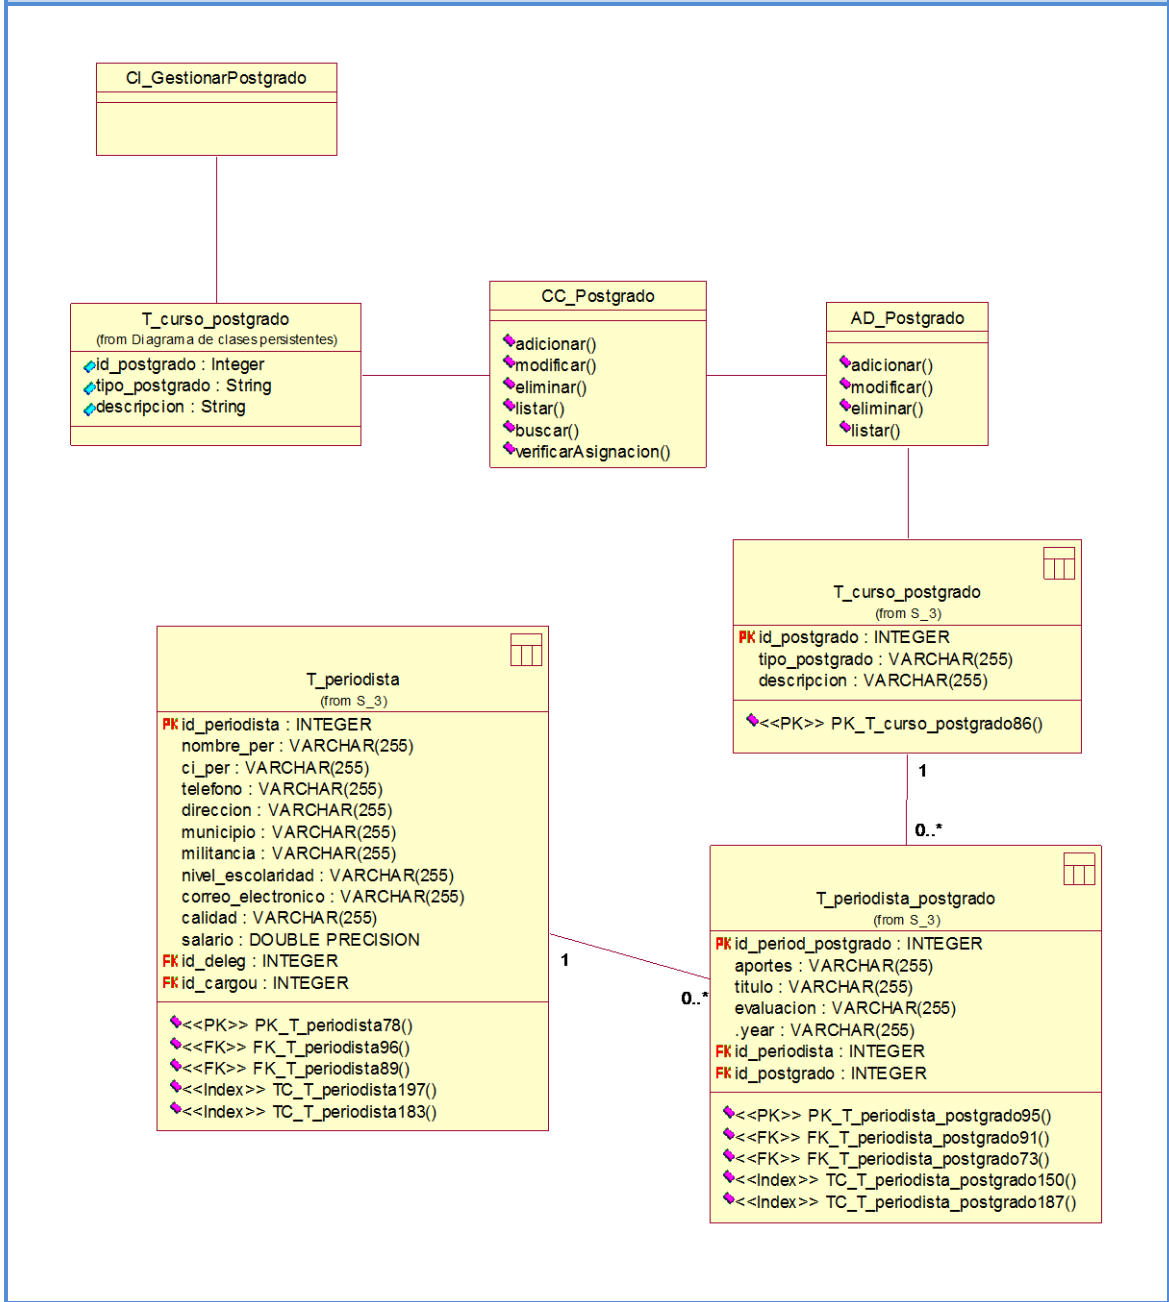 CI_GestionarPostgrado
T_curso_postgrado
(from Diagrama de clases persistentes)
id_postgrado : Integer
tipo_postgrado : String
descripcion : String
CC_Postgrado
adicionar()
modificar()
eliminar()
listar()
buscar()
verificarAsignacion()
AD_Postgrado
adicionar()
modificar()
eliminar()
listar()
T_curso_postgrado
(from S_3)
PK id_postgrado : INTEGER
tipo_postgrado : VARCHAR(255)
descripcion : VARCHAR(255)
<<PK>> PK_T_curso_postgrado86()
1
0..*
T_periodista
(from S_3)
PK id_periodista : INTEGER
nombre_per : VARCHAR(255)
ci_per : VARCHAR(255)
telefono : VARCHAR(255)
direccion : VARCHAR(255)
municipio : VARCHAR(255)
militancia : VARCHAR(255)
nivel_escolaridad : VARCHAR(255)
correo_electronico : VARCHAR(255)
calidad : VARCHAR(255)
salario : DOUBLE PRECISION
FK id_deleg : INTEGER
FK id_cargou : INTEGER
<<PK>> PK_T_periodista78()
<<FK>> FK_T_periodista96()
<<FK>> FK_T_periodista89()
<<Index>> TC_T_periodista197()
<<Index>> TC_T_periodista183()
1
0..*
T_periodista_postgrado
(from S_3)
PK id_period_postgrado : INTEGER
aportes : VARCHAR(255)
titulo : VARCHAR(255)
evaluacion : VARCHAR(255)
.year : VARCHAR(255)
FK id_periodista : INTEGER
FK id_postgrado : INTEGER
<<PK>> PK_T_periodista_postgrado95()
<<FK>> FK_T_periodista_postgrado91()
<<FK>> FK_T_periodista_postgrado73()
<<Index>> TC_T_periodista_postgrado150()
<<Index>> TC_T_periodista_postgrado187()